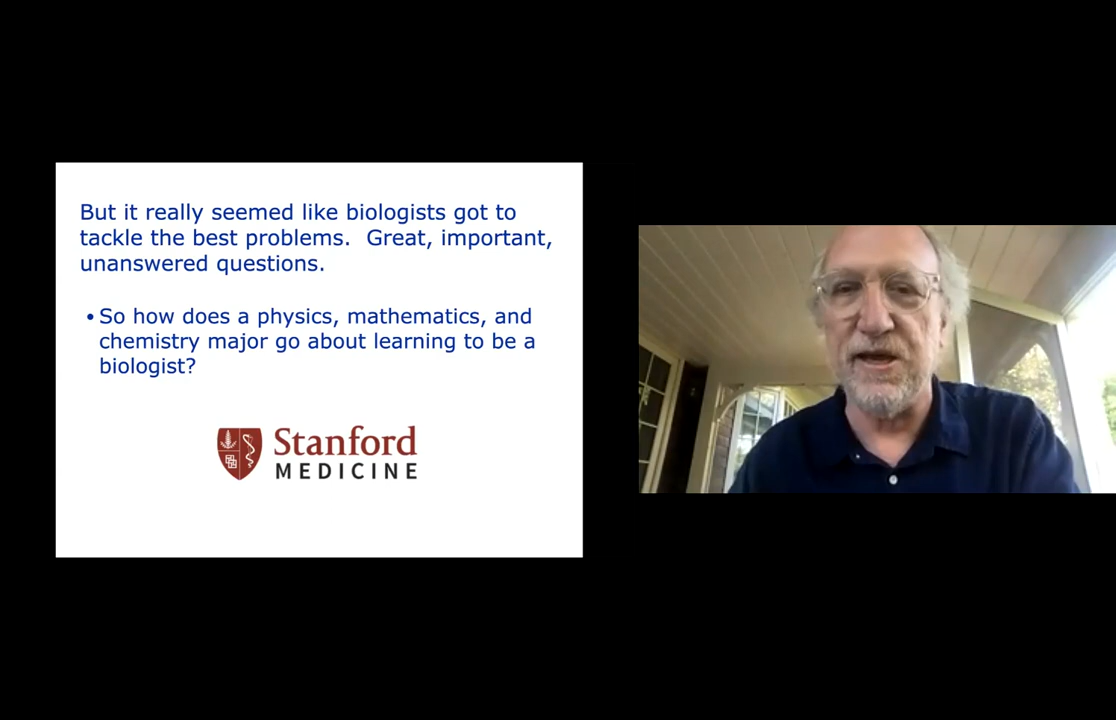 But it really seemed like biologists got to
tackle the best problems.  Great, important,
unanswered questions.
• So how does a physics, mathematics, and
chemistry major go about learning to be a
biologist?
Stanford
MEDICINE